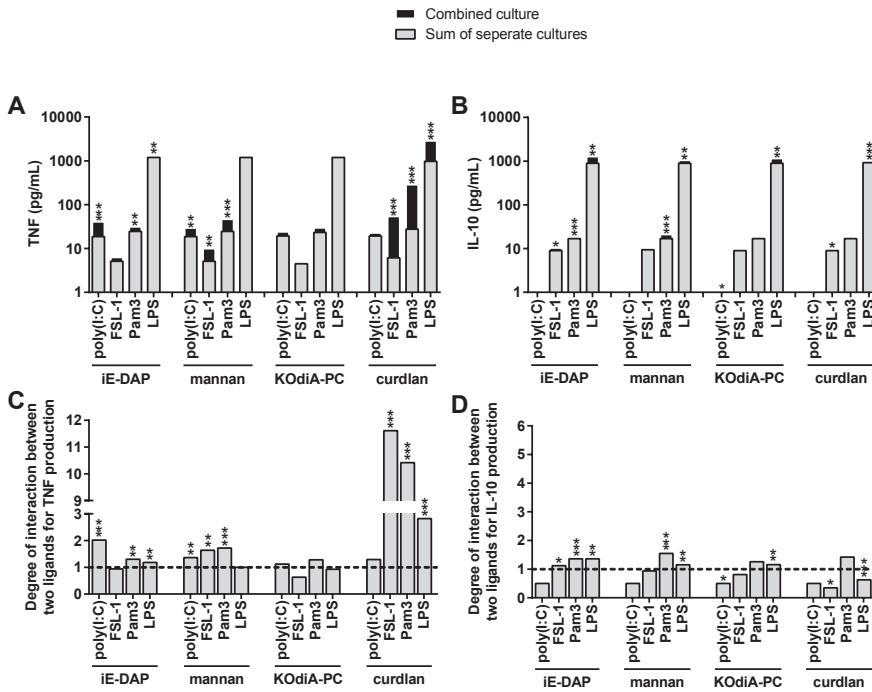 Combined culture
Sum of seperate cultures
A
TNF (pg/mL)
10000
1000
100
10
1
*** ** ** ** ** *** *** *** ***
poly(I:C) FSL-1 Pam3 LPS poly(I:C) FSL-1 Pam3 LPS poly(I:C) FSL-1 Pam3 LPS poly(I:C) FSL-1 Pam3 LPS
iE-DAP mannan KOdiA-PC curdlan
B
IL-10 (pg/mL)
10000
1000
100
10
1
* *** ** *** ** * ** * ***
poly(I:C) FSL-1 Pam3 LPS poly(I:C) FSL-1 Pam3 LPS poly(I:C) FSL-1 Pam3 LPS poly(I:C) FSL-1 Pam3 LPS
iE-DAP mannan KOdiA-PC curdlan
C
Degree of interaction between
two ligands for TNF production
12
11
10
2
1
0
*** ** ** ** ** *** *** *** ***
poly(I:C) FSL-1 Pam3 LPS poly(I:C) FSL-1 Pam3 LPS poly(I:C) FSL-1 Pam3 LPS poly(I:C) FSL-1 Pam3 LPS
iE-DAP mannan KOdiA-PC curdlan
D
Degree of interaction between
two ligands for IL-10 production
6
5
4
3
2
1
0
* *** ** *** ** * ** * ***
poly(I:C) FSL-1 Pam3 LPS poly(I:C) FSL-1 Pam3 LPS poly(I:C) FSL-1 Pam3 LPS poly(I:C) FSL-1 Pam3 LPS
iE-DAP mannan KOdiA-PC curdlan